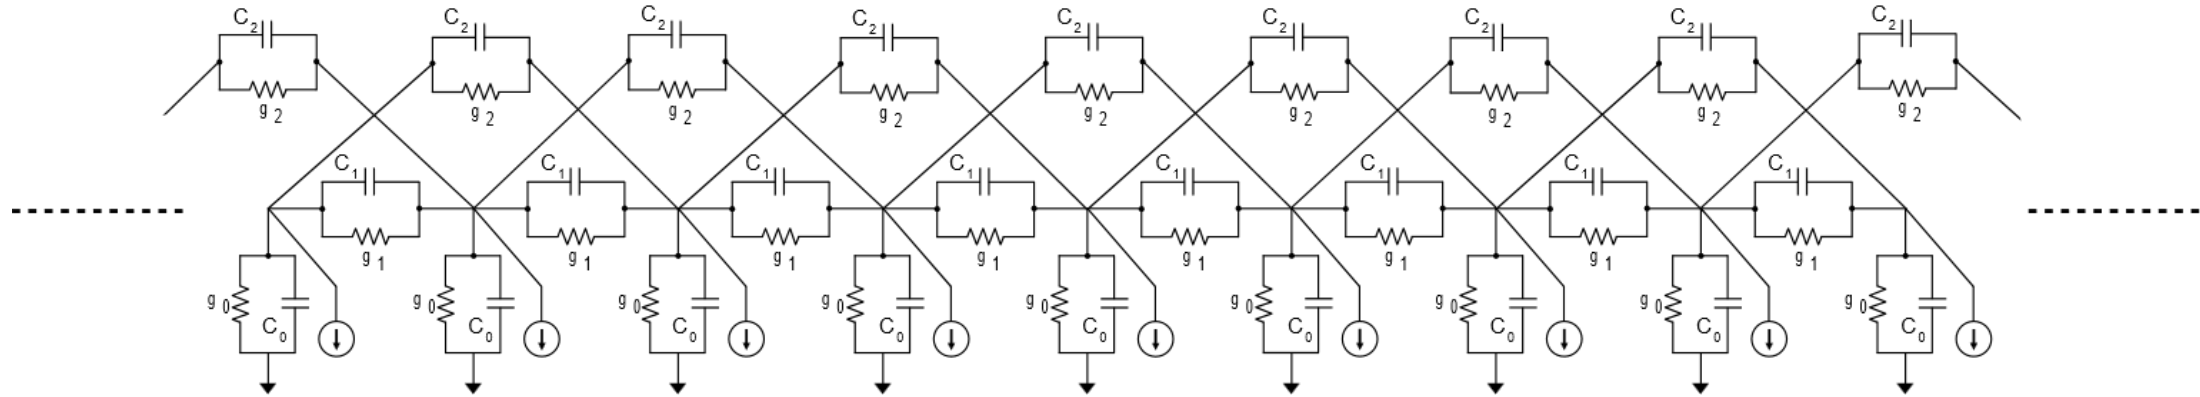 C2 C2 C2 C2 C2 C2 C2 C2 C2
g2 g2 g2 g2 g2 g2 g2 g2 g2
C1 C1 C1 C1 C1 C1 C1 C1
g1 g1 g1 g1 g1 g1 g1 g1
g0 g0 g0 g0 g0 g0 g0 g0 g0
C0 C0 C0 C0 C0 C0 C0 C0 C0